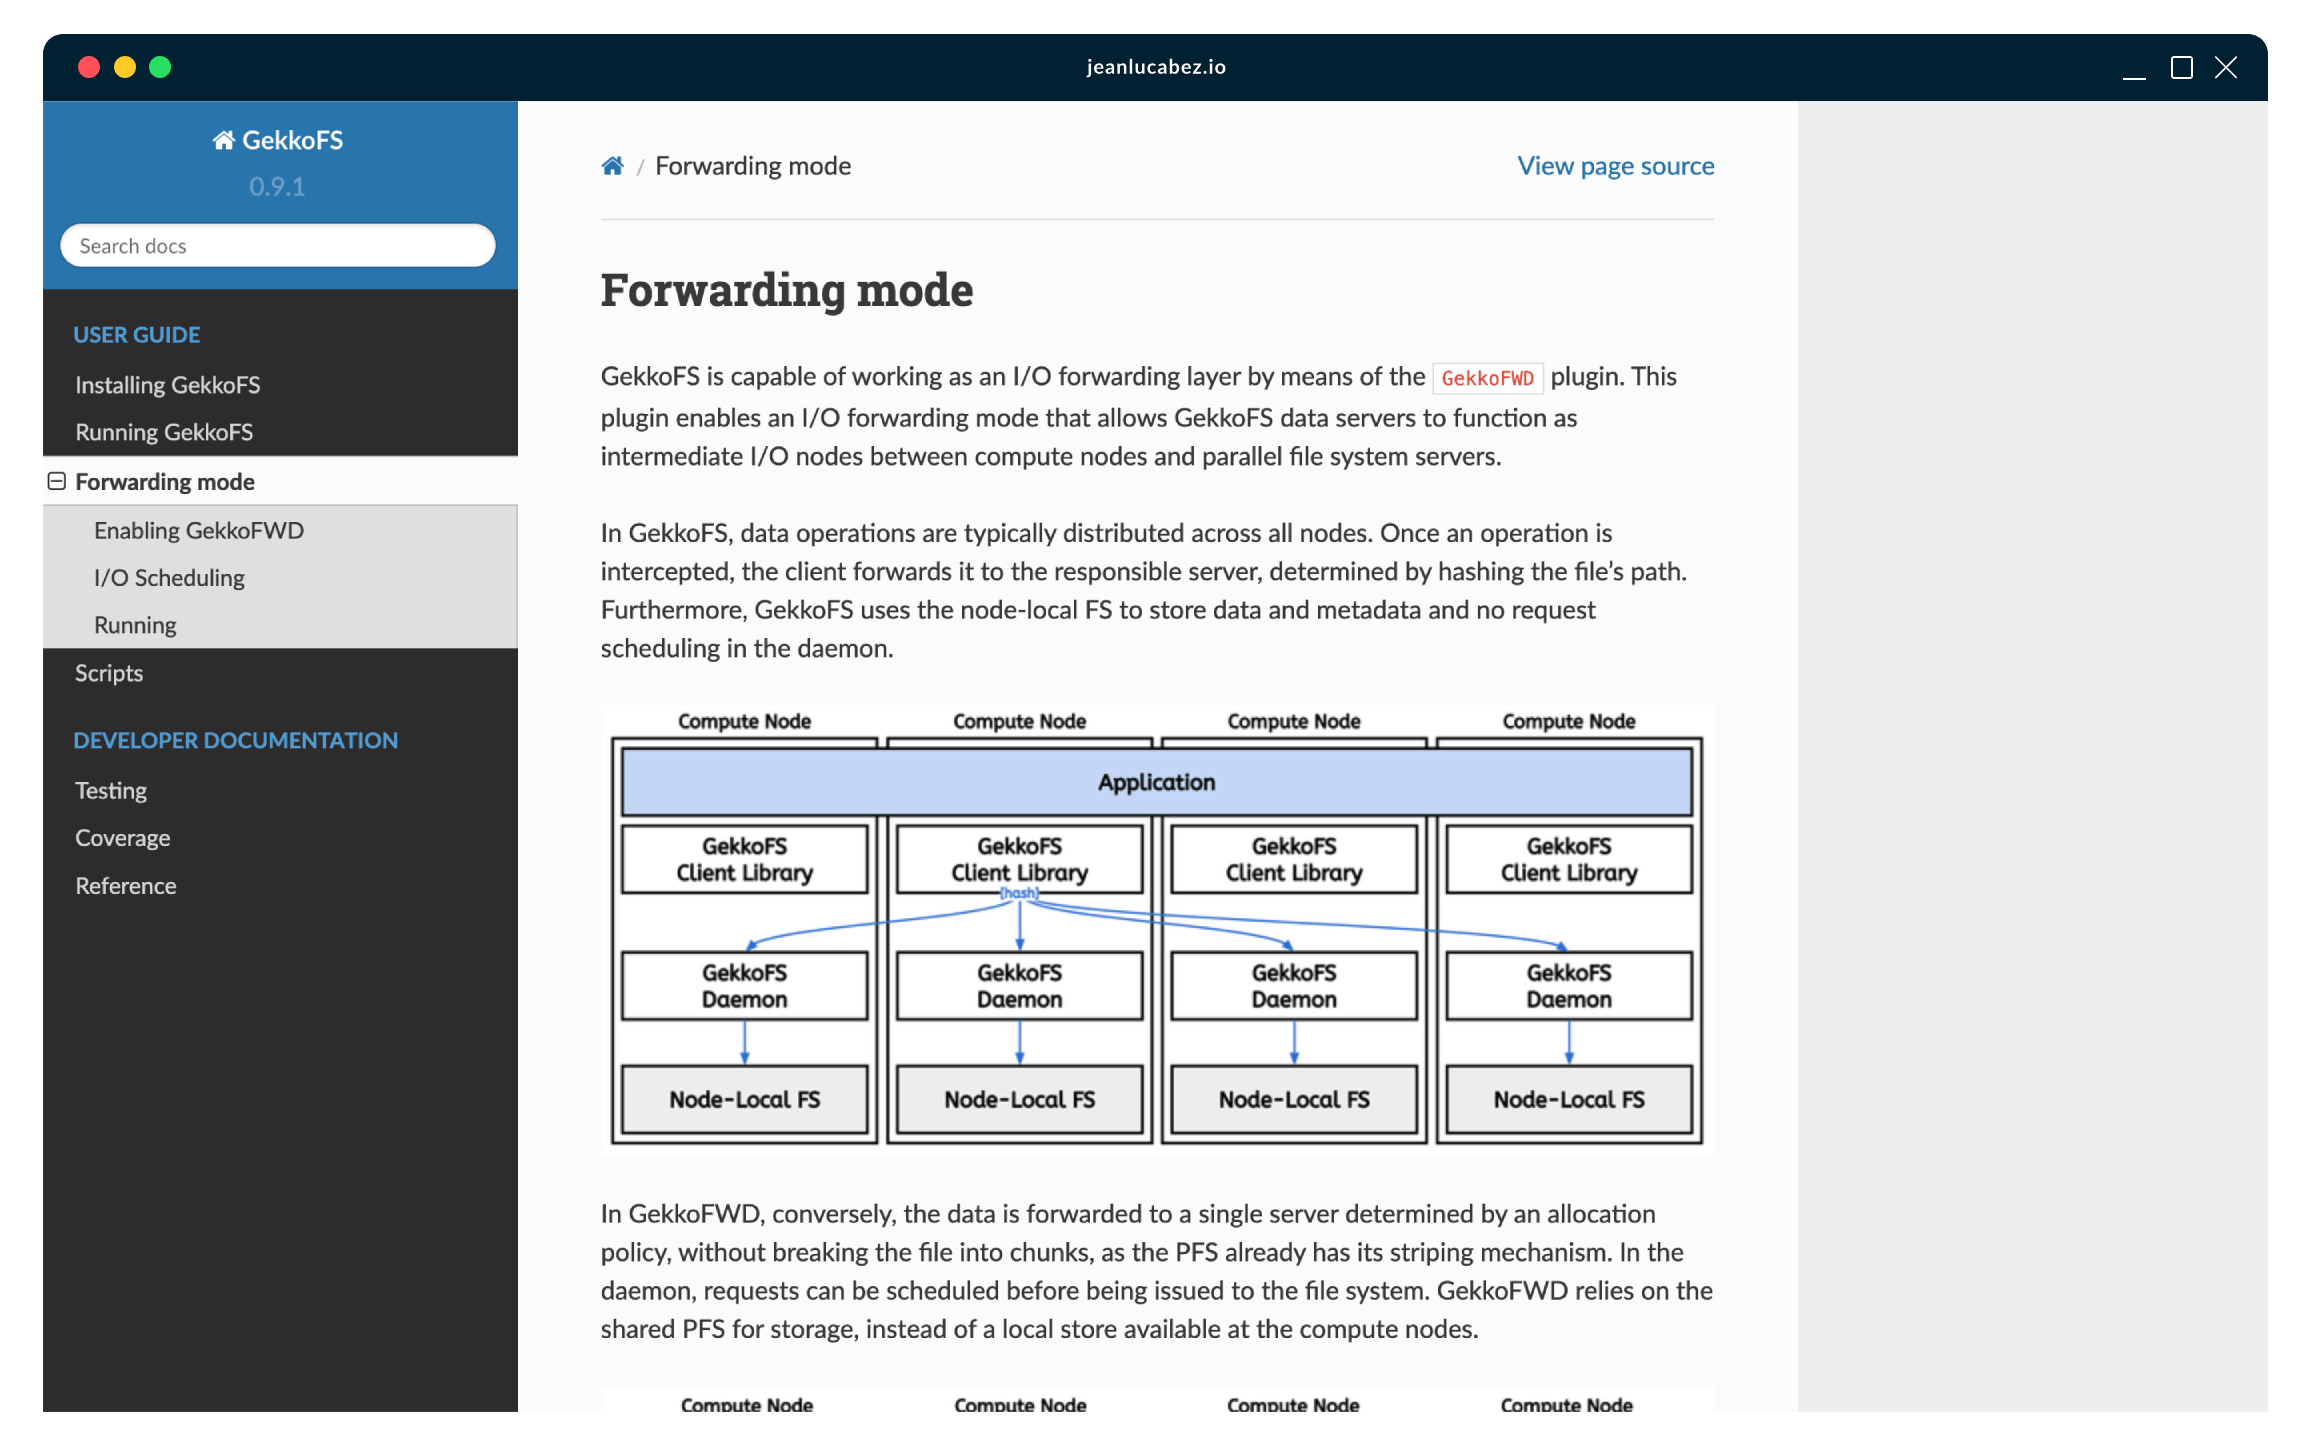 jeanlucabez.io
GekkoFS
0.9.1
Search docs
USER GUIDE
Installing GekkoFS
Running GekkoFS
Forwarding mode
Enabling GekkoFWD
I/O Scheduling
Running
Scripts
DEVELOPER DOCUMENTATION
Testing
Coverage
Reference
/ Forwarding mode
View page source
Forwarding mode
GekkoFS is capable of working as an I/O forwarding layer by means of the GekkoFWD plugin. This
plugin enables an I/O forwarding mode that allows GekkoFS data servers to function as
intermediate I/O nodes between compute nodes and parallel file system servers.
In GekkoFS, data operations are typically distributed across all nodes. Once an operation is
intercepted, the client forwards it to the responsible server, determined by hashing the file’s path.
Furthermore, GekkoFS uses the node-local FS to store data and metadata and no request
scheduling in the daemon.
Compute Node Compute Node Compute Node Compute Node
Application
GekkoFS GekkoFS GekkoFS GekkoFS
Client Library Client Library Client Library Client Library
(hash)
GekkoFS GekkoFS GekkoFS GekkoFS
Daemon Daemon Daemon Daemon
Node-Local FS Node-Local FS Node-Local FS Node-Local FS
In GekkoFWD, conversely, the data is forwarded to a single server determined by an allocation
policy, without breaking the file into chunks, as the PFS already has its striping mechanism. In the
daemon, requests can be scheduled before being issued to the file system. GekkoFWD relies on the
shared PFS for storage, instead of a local store available at the compute nodes.
Compute Node Compute Node Compute Node Compute Node